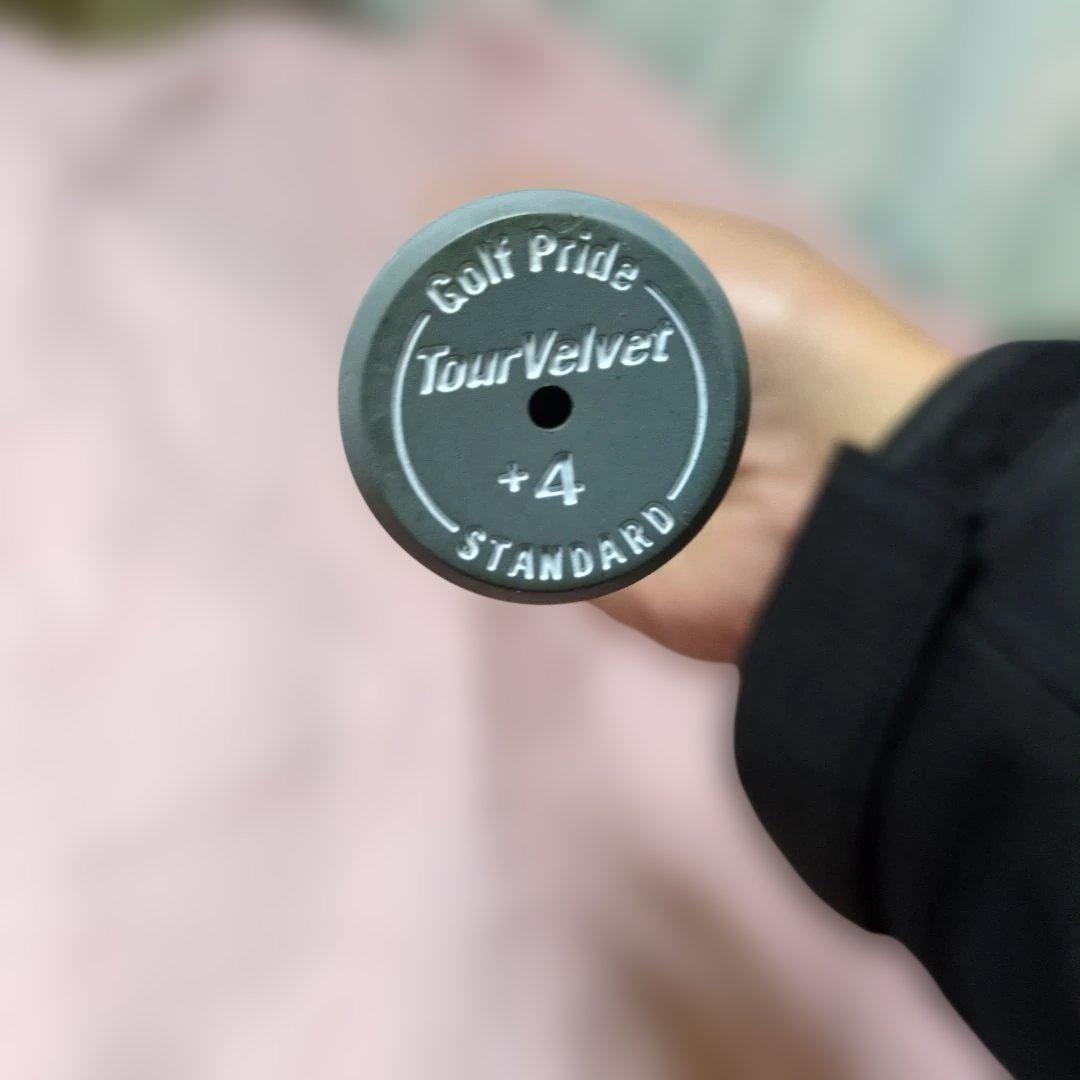 Golf Pride
TourVelvet
+4
STANDARD